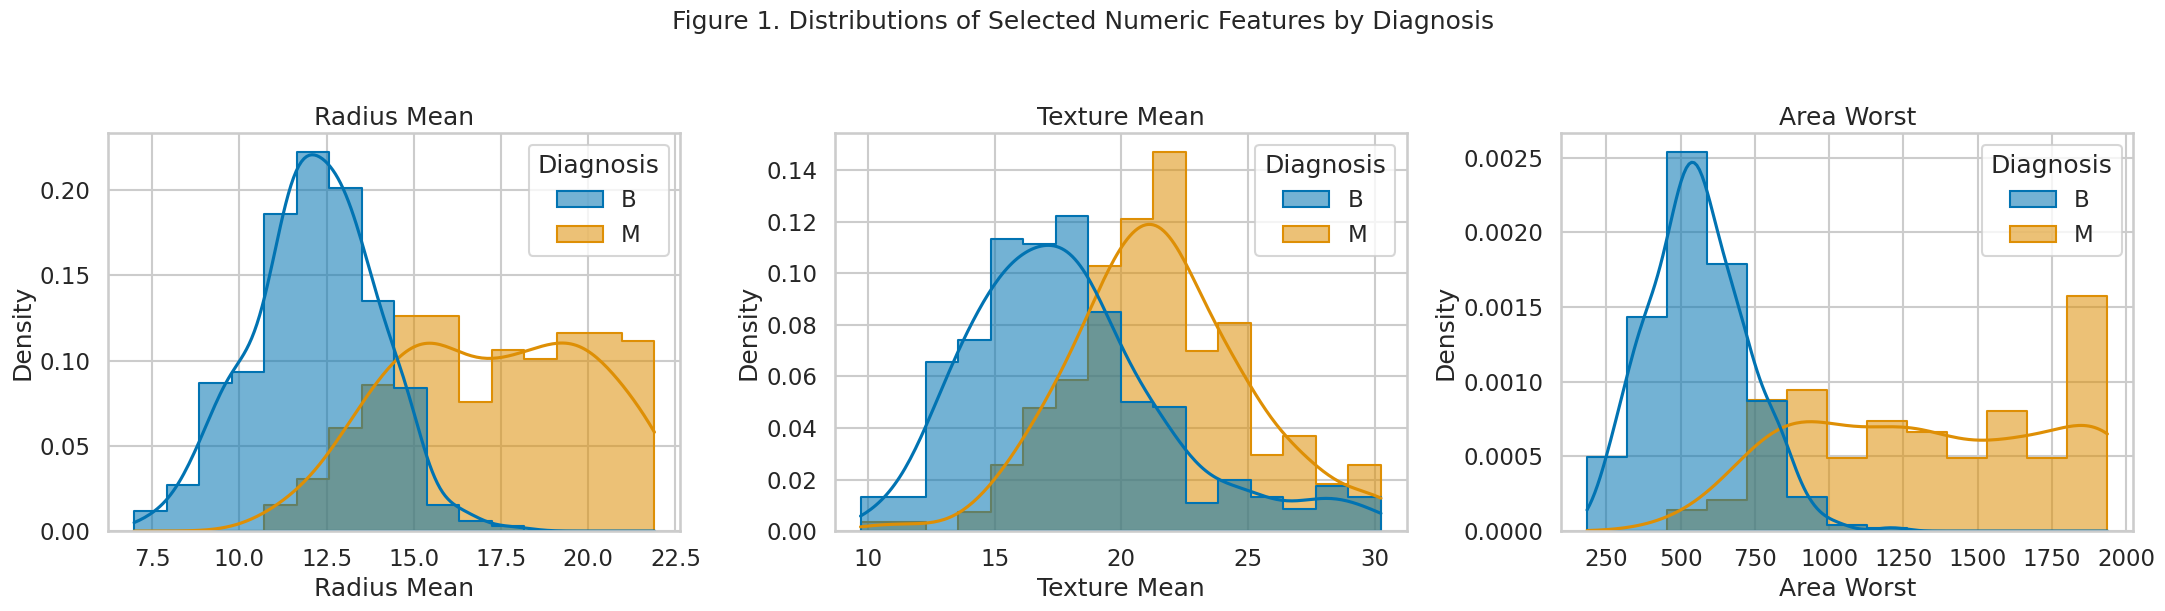 Figure 1. Distributions of Selected Numeric Features by Diagnosis
Radius Mean
Diagnosis
B
M
Density
0.20
0.15
0.10
0.05
0.00
7.5 10.0 12.5 15.0 17.5 20.0 22.5
Radius Mean
Texture Mean
Diagnosis
B
M
Density
0.14
0.12
0.10
0.08
0.06
0.04
0.02
0.00
10 15 20 25 30
Texture Mean
Area Worst
Diagnosis
B
M
Density
0.0025
0.0020
0.0015
0.0010
0.0005
0.0000
250 500 750 1000 1250 1500 1750 2000
Area Worst